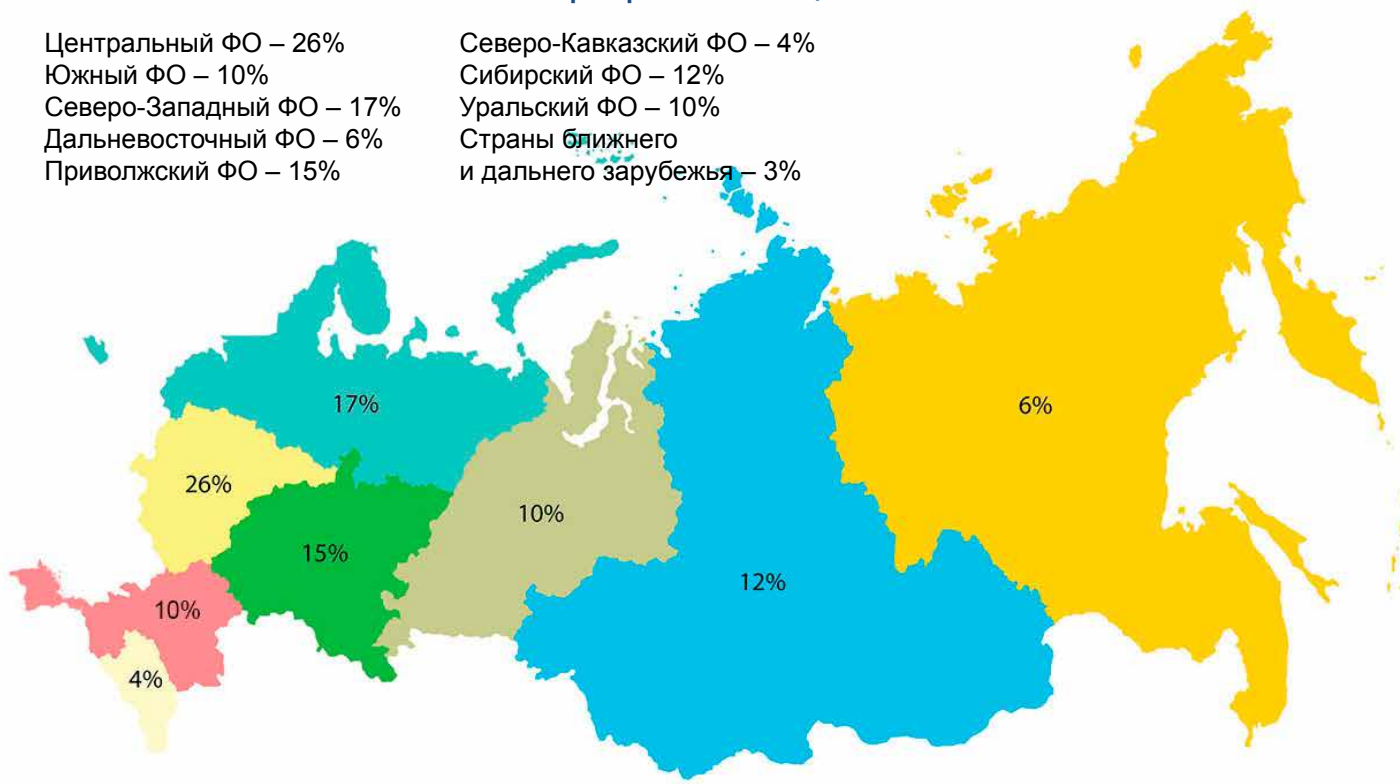 Центральный ФО – 26%
Южный ФО – 10%
Северо-Западный ФО – 17%
Дальневосточный ФО – 6%
Приволжский ФО – 15%
Северо-Кавказский ФО – 4%
Сибирский ФО – 12%
Уральский ФО – 10%
Страны ближнего
и дальнего зарубежья – 3%
17%
6%
26%
10%
15%
12%
10%
4%